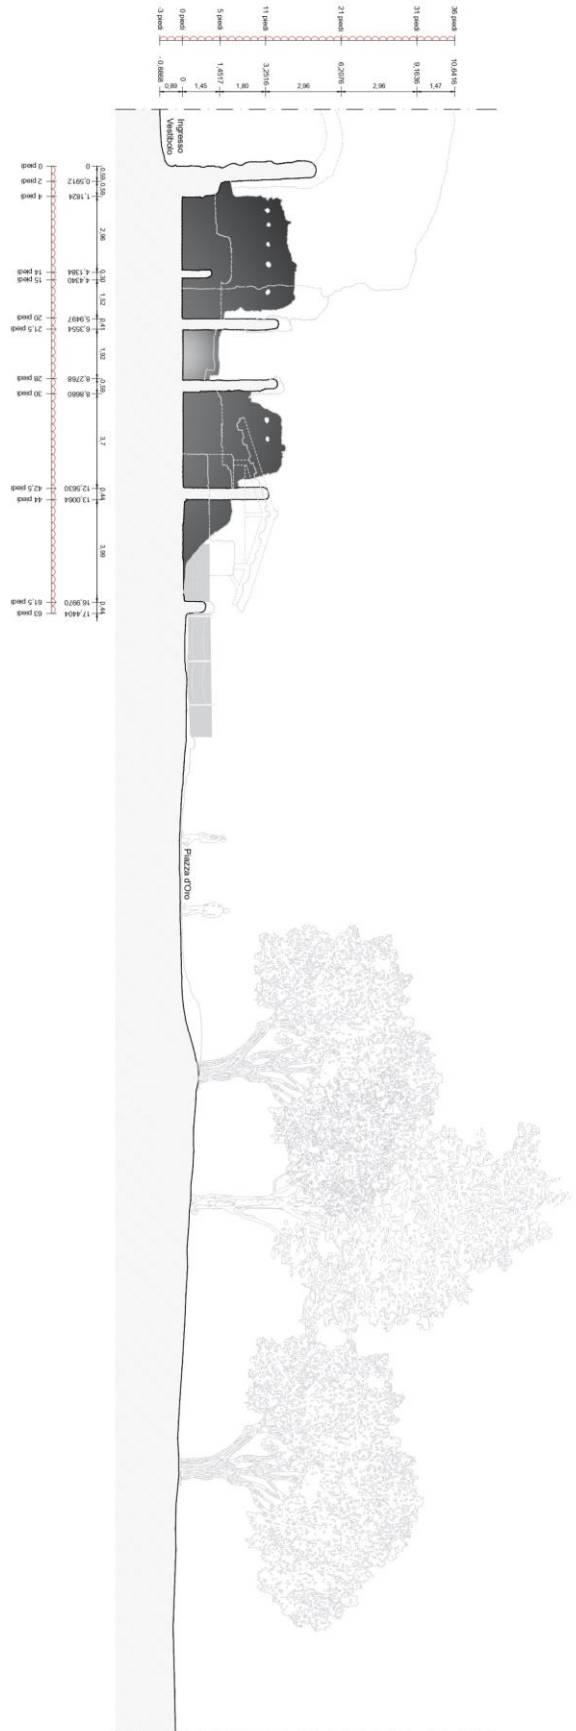 -3 piedi
0 piedi
5 piedi
11 piedi
21 piedi
31 piedi
36 piedi
- 0,8868
0
1,4517
3,2516
6,2076
9,1636
10,6416
0,89
1,45
1,80
2,96
2,96
1,47
Ingresso
Vestibolo
0
0,5912
1,1824
4,1384
4,4340
5,9497
6,3554
8,2768
8,8680
12,5630
13,0064
16,9970
17,4404
0 piedi
2 piedi
4 piedi
14 piedi
15 piedi
20 piedi
21,5 piedi
28 piedi
30 piedi
42,5 piedi
44 piedi
61,5 piedi
63 piedi
0,59
0,59
2,96
0,30
1,52
0,41
1,92
0,59
3,7
0,44
3,99
0,44
Piazza d'Oro